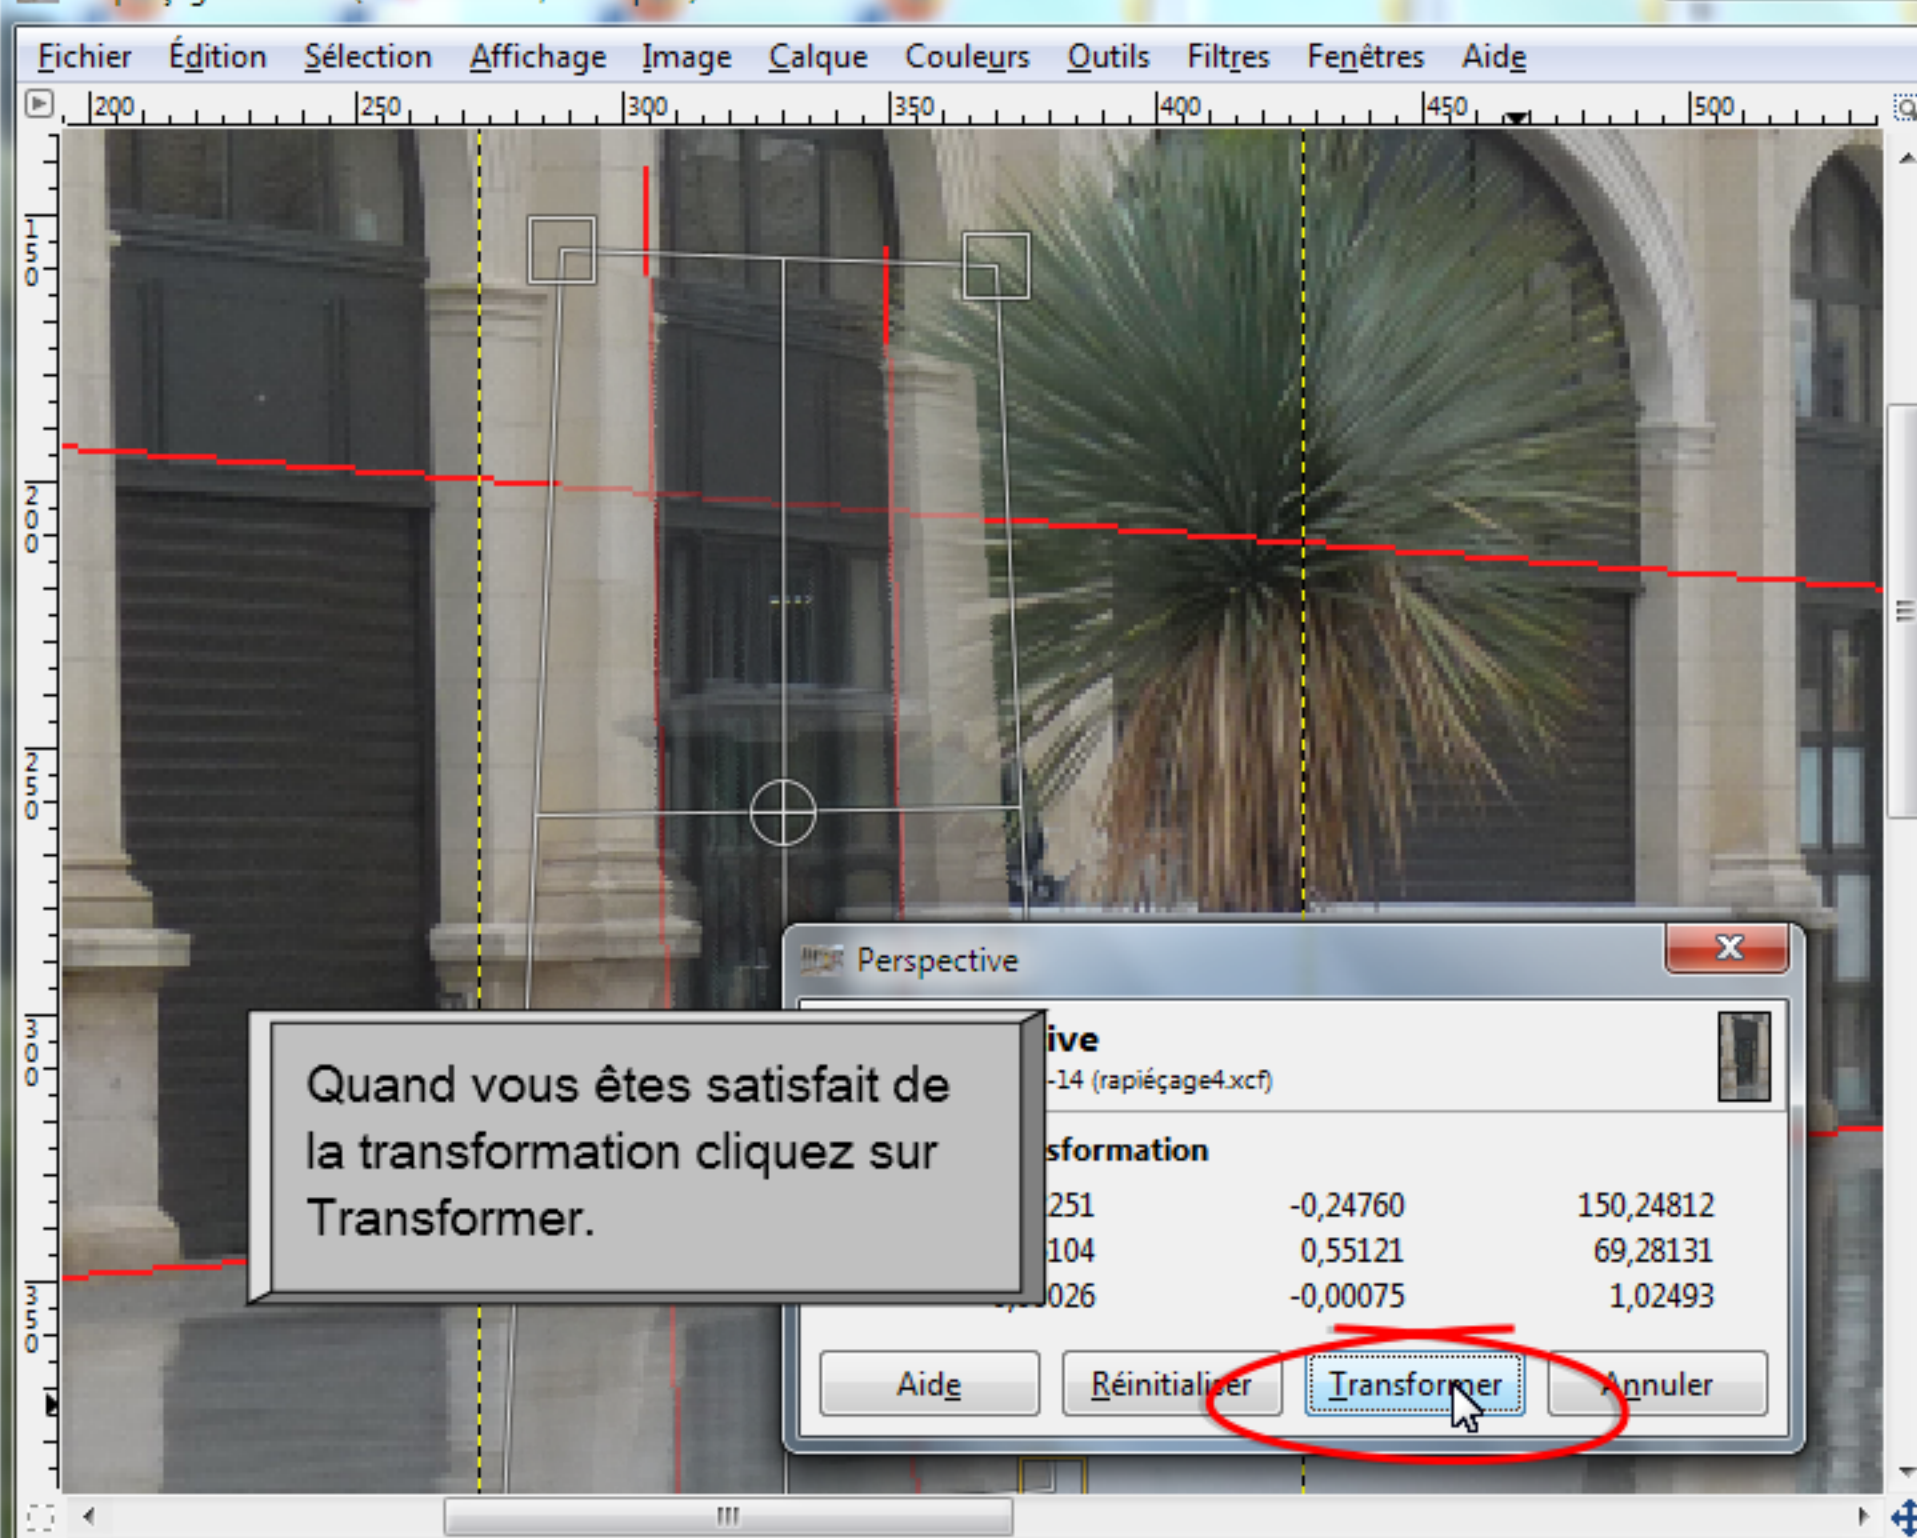 Fichier Édition Sélection Affichage Image Calque Couleurs Outils Filtres Fenêtres Aide
200 250 300 350 400 450 500
150
200
250
300
350
Perspective
ive
-14 (rapiéçage4.xcf)
Quand vous êtes satisfait de
la transformation cliquez sur
Transformer.
sformation
251 -0,24760 150,24812
104 0,55121 69,28131
026 -0,00075 1,02493
Aide Réinitialiser Transformer Annuler